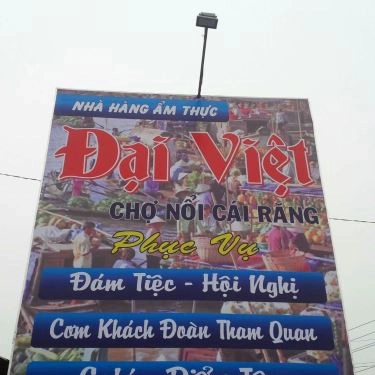 NHÀ HÀNG ẨM THỰC
Đại Việt
CHỢ NỔI CÁI RĂNG
Phục Vụ
Đám Tiệc - Hội Nghị
Cơm Khách Đoàn Tham Quan